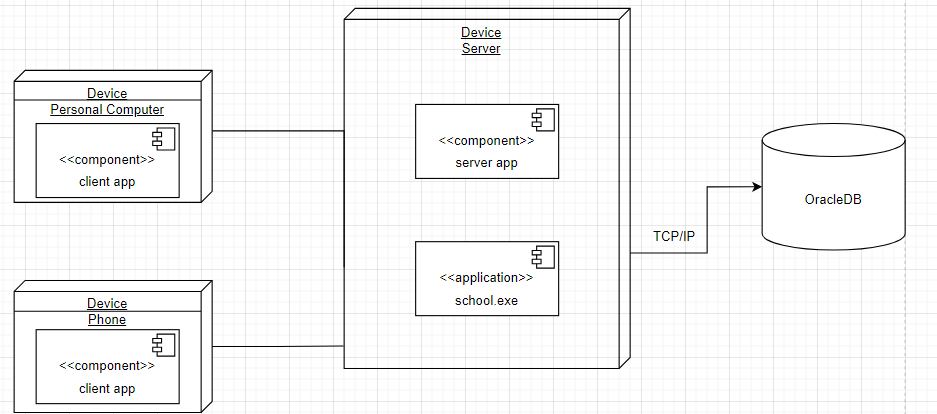 Device
Personal Computer
<<component>>
client app
Device
Phone
<<component>>
client app
Device
Server
<<component>>
server app
<<application>>
school.exe
TCP/IP
OracleDB